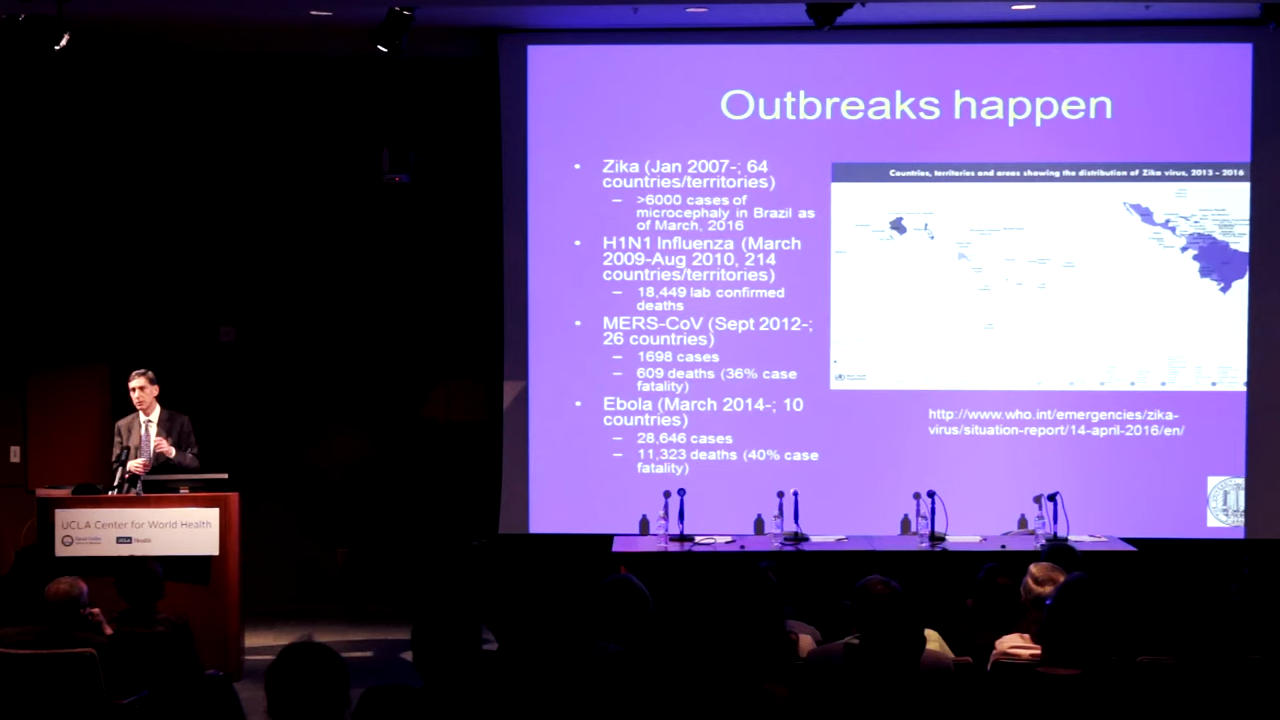 Outbreaks happen
• Zika (Jan 2007-; 64
countries/territories)
– >6000 cases of
microcephaly in Brazil as
of March, 2016
• H1N1 Influenza (March
2009-Aug 2010, 214
countries/territories)
– 18,449 lab confirmed
deaths
• MERS-CoV (Sept 2012-;
26 countries)
– 1698 cases
– 609 deaths (36% case
fatality)
• Ebola (March 2014-; 10
countries)
– 28,646 cases
– 11,323 deaths (40% case
fatality)
Countries, territories and areas showing the distribution of Zika virus, 2013 – 2016
http://www.who.int/emergencies/zika-
virus/situation-report/14-april-2016/en/
UCLA Center for World Health
UCLA Health